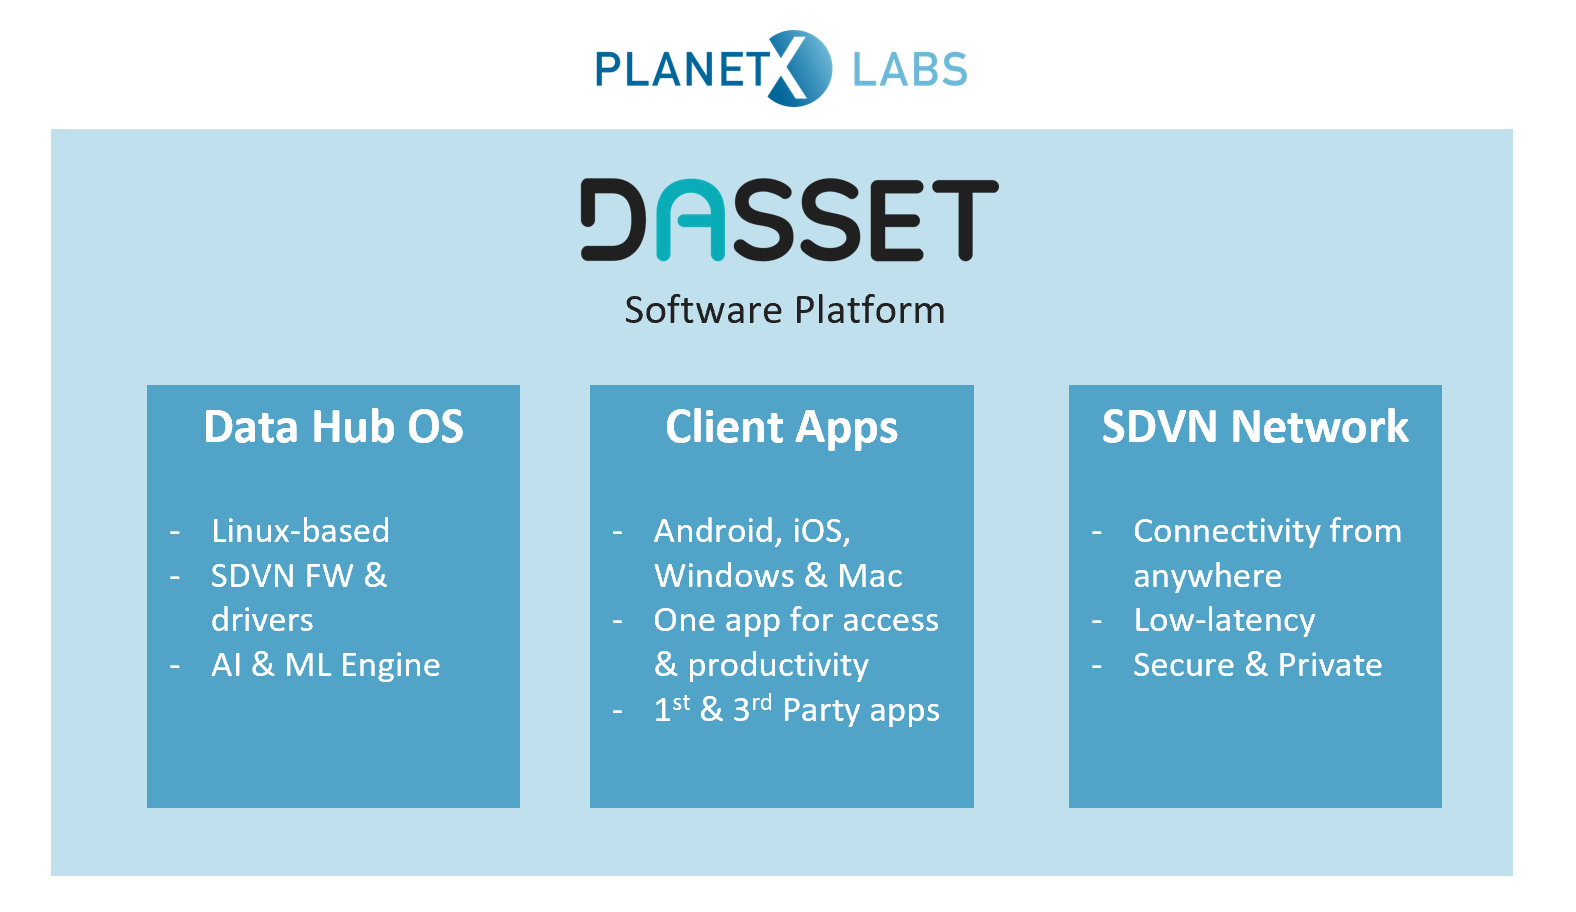 PLANETX LABS
DASSET
Software Platform
Data Hub OS
- Linux-based
- SDVN FW &
drivers
- AI & ML Engine
Client Apps
- Android, iOS,
Windows & Mac
- One app for access
& productivity
- 1st & 3rd Party apps
SDVN Network
- Connectivity from
anywhere
- Low-latency
- Secure & Private